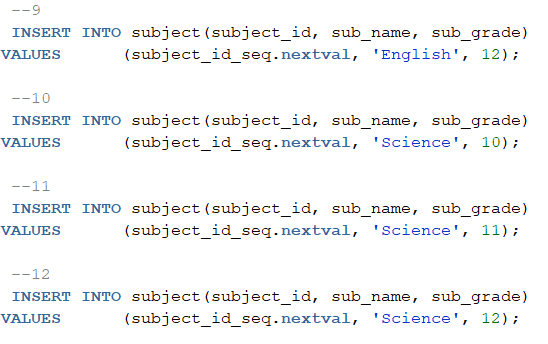 --9
INSERT INTO subject(subject_id, sub_name, sub_grade)
VALUES (subject_id_seq.nextval, 'English', 12);
--10
INSERT INTO subject(subject_id, sub_name, sub_grade)
VALUES (subject_id_seq.nextval, 'Science', 10);
--11
INSERT INTO subject(subject_id, sub_name, sub_grade)
VALUES (subject_id_seq.nextval, 'Science', 11);
--12
INSERT INTO subject(subject_id, sub_name, sub_grade)
VALUES (subject_id_seq.nextval, 'Science', 12);